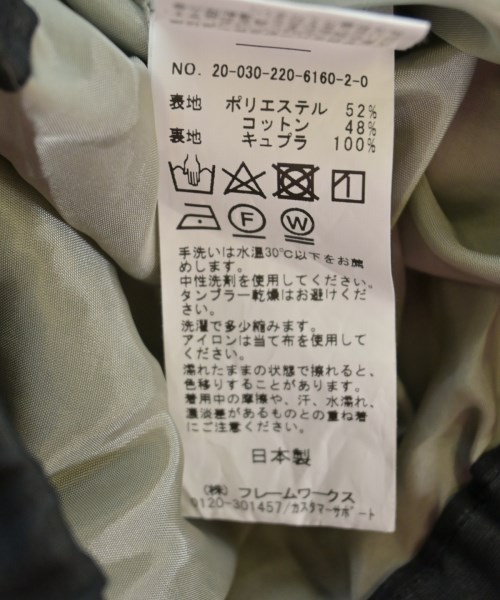 NO. 20-030-220-6160-2-0
表地 ポリエステル 52%
コットン 48%
裏地 キュプラ 100%
F W
手洗いは水温30℃以下をお薦
めします。
中性洗剤を使用してください。
タンブラー乾燥はお避けくだ
さい。
洗濯で多少縮みます。
アイロンは当て布を使用して
ください。
濡れたままの状態で擦れると、
色移りすることがあります。
着用中の摩擦や、汗、水濡れ、
濃淡差があるものとの重ね着
にご注意ください。
日本製
(株) フレームワークス
0120-301457/カスタマーサポート